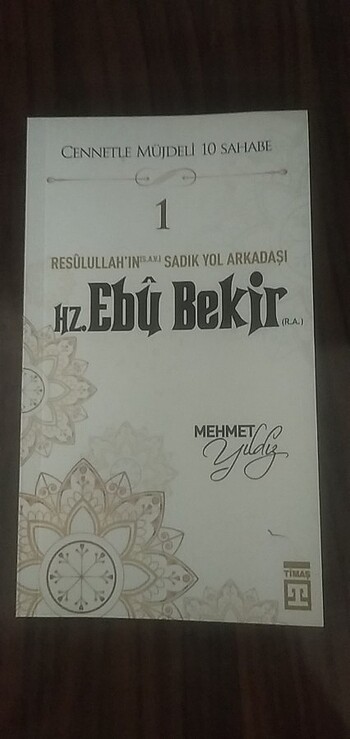 CENNETLE MÜJDELİ 10 SAHABE
1
RESÛLULLAH'IN(S.A.V.) SADIK YOL ARKADAŞI
HZ. Ebû Bekir (R.A.)
MEHMET
Yıldız
TİMAŞ